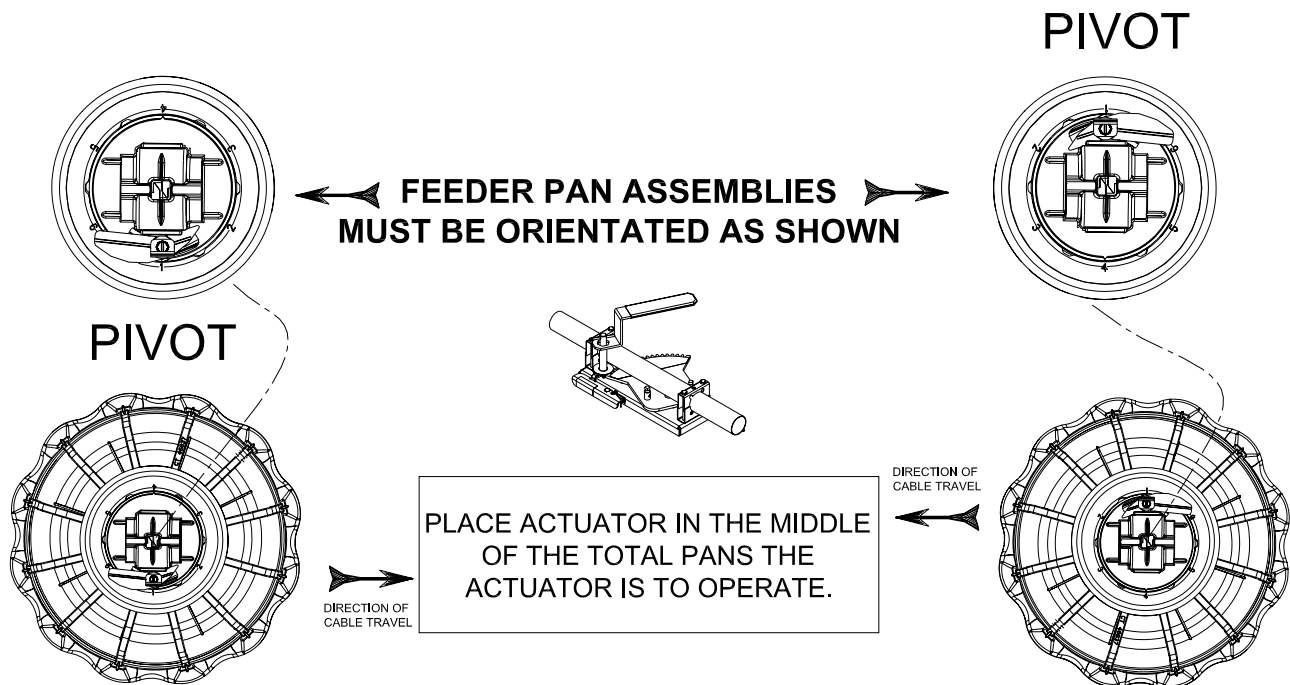 PIVOT
FEEDER PAN ASSEMBLIES
MUST BE ORIENTATED AS SHOWN
PIVOT
DIRECTION OF
CABLE TRAVEL
PLACE ACTUATOR IN THE MIDDLE
OF THE TOTAL PANS THE
ACTUATOR IS TO OPERATE.
DIRECTION OF
CABLE TRAVEL